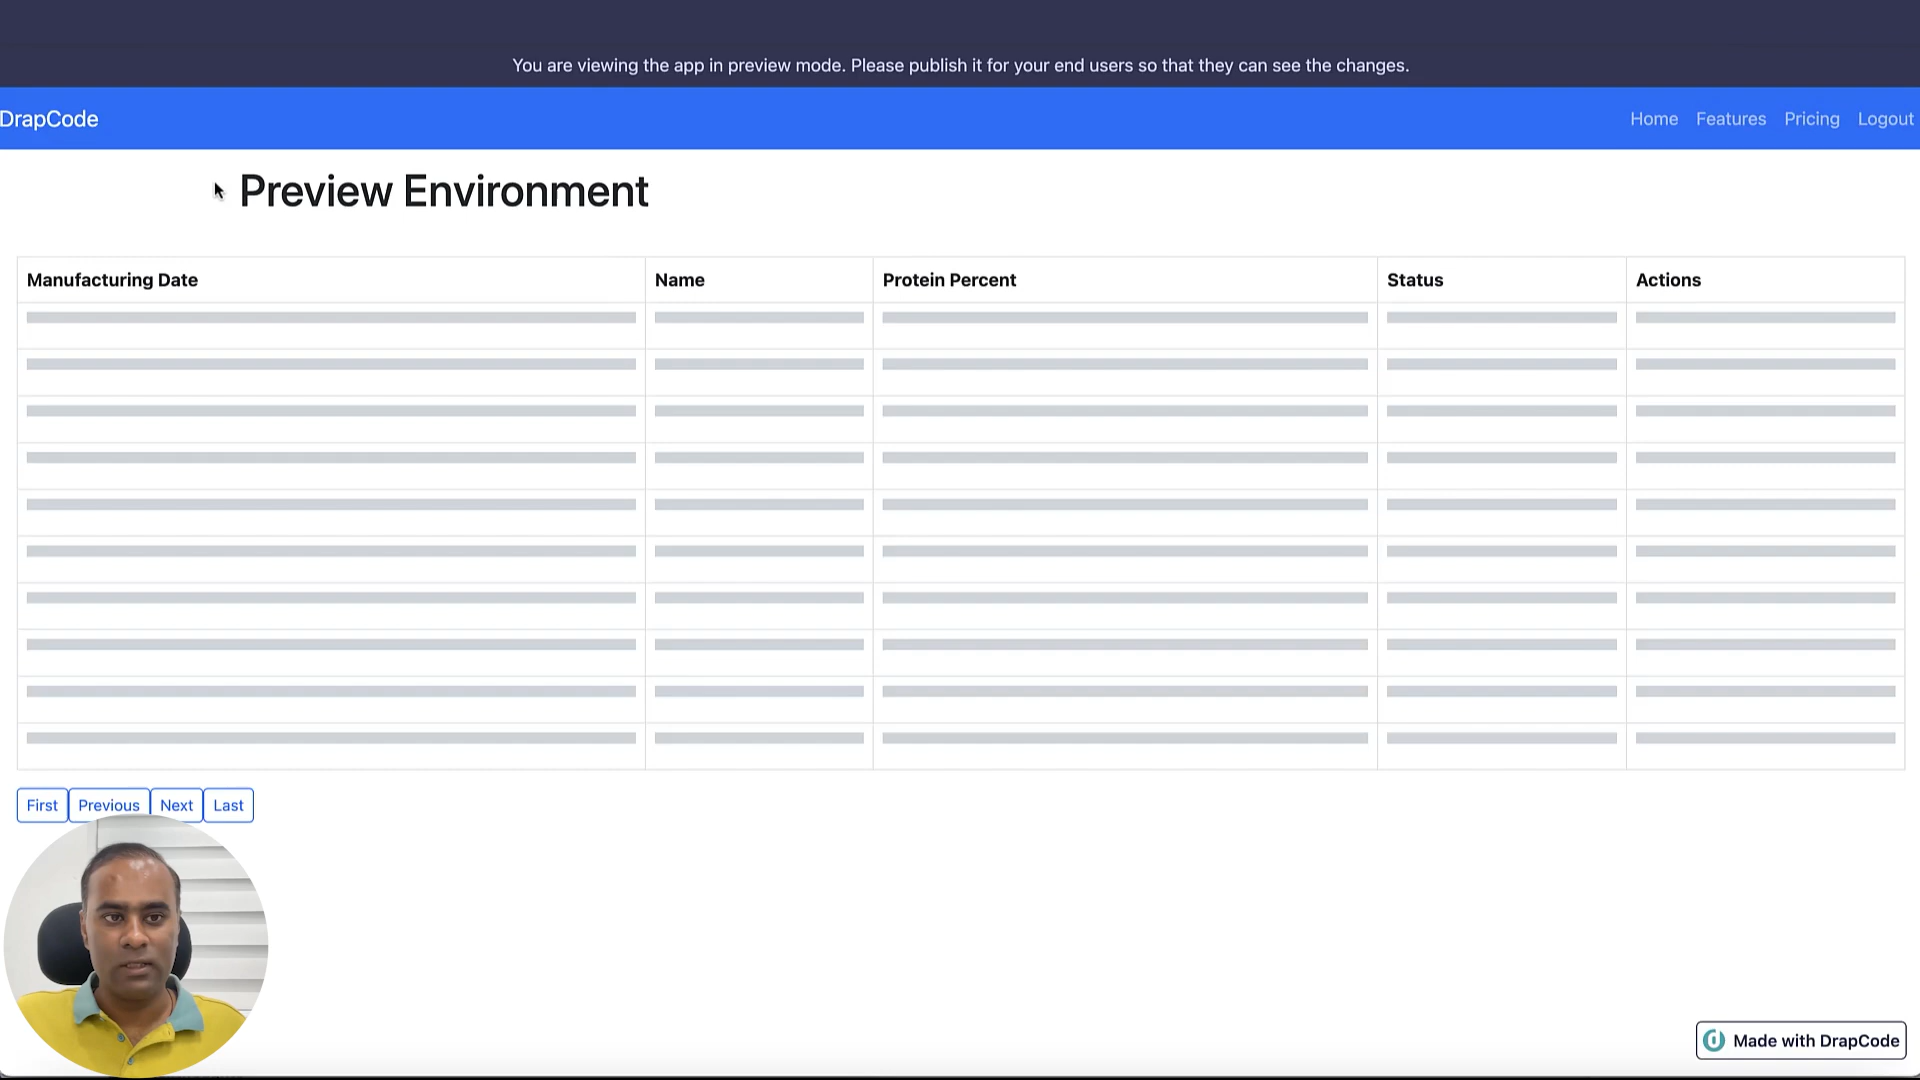 You are viewing the app in preview mode. Please publish it for your end users so that they can see the changes.
DrapCode
Home Features Pricing Logout
Preview Environment
Manufacturing Date Name Protein Percent Status Actions
First Previous Next Last
Made with DrapCode